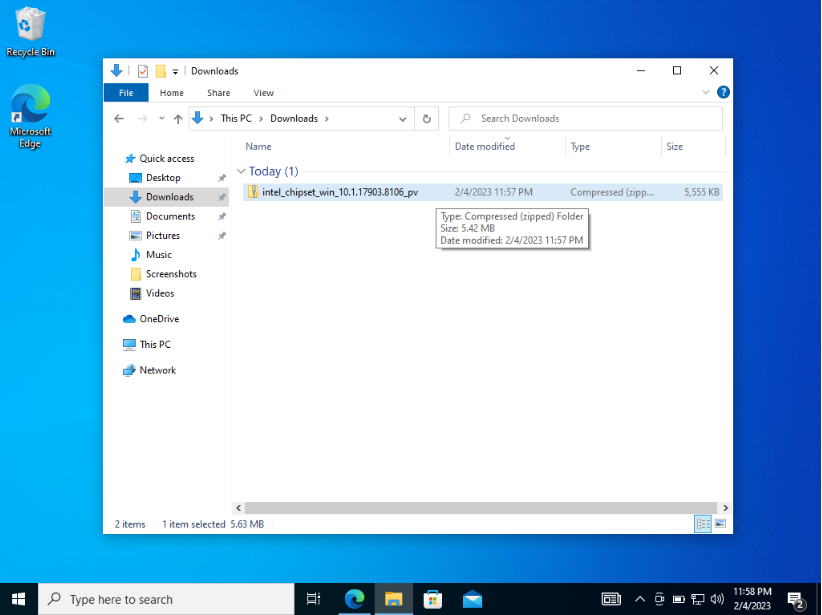 Recycle Bin
Microsoft
Edge
Downloads
File Home Share View
This PC > Downloads >
Search Downloads
Name Date modified Type Size
Quick access
Desktop
Downloads
Documents
Pictures
Music
Screenshots
Videos
OneDrive
This PC
Network
Today (1)
intel_chipset_win_10.1.17903.8106_pv 2/4/2023 11:57 PM Compressed (zipp... 5,555 KB
Type: Compressed (zipped) Folder
Size: 5.42 MB
Date modified: 2/4/2023 11:57 PM
2 items 1 item selected 5.63 MB
Type here to search
11:58 PM
2/4/2023
2